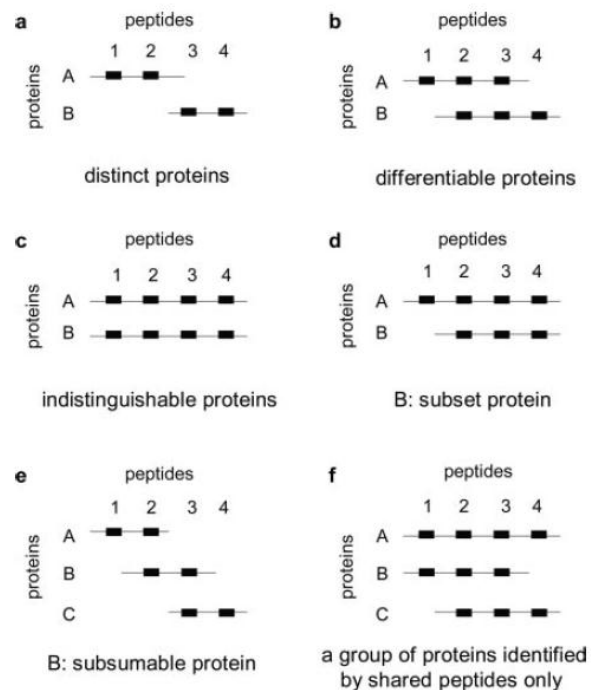 a
peptides
1 2 3 4
proteins
A
B
distinct proteins
b
peptides
1 2 3 4
proteins
A
B
differentiable proteins
c
peptides
1 2 3 4
proteins
A
B
indistinguishable proteins
d
peptides
1 2 3 4
proteins
A
B
B: subset protein
e
peptides
1 2 3 4
proteins
A
B
C
B: subsumable protein
f
peptides
1 2 3 4
proteins
A
B
C
a group of proteins identified
by shared peptides only